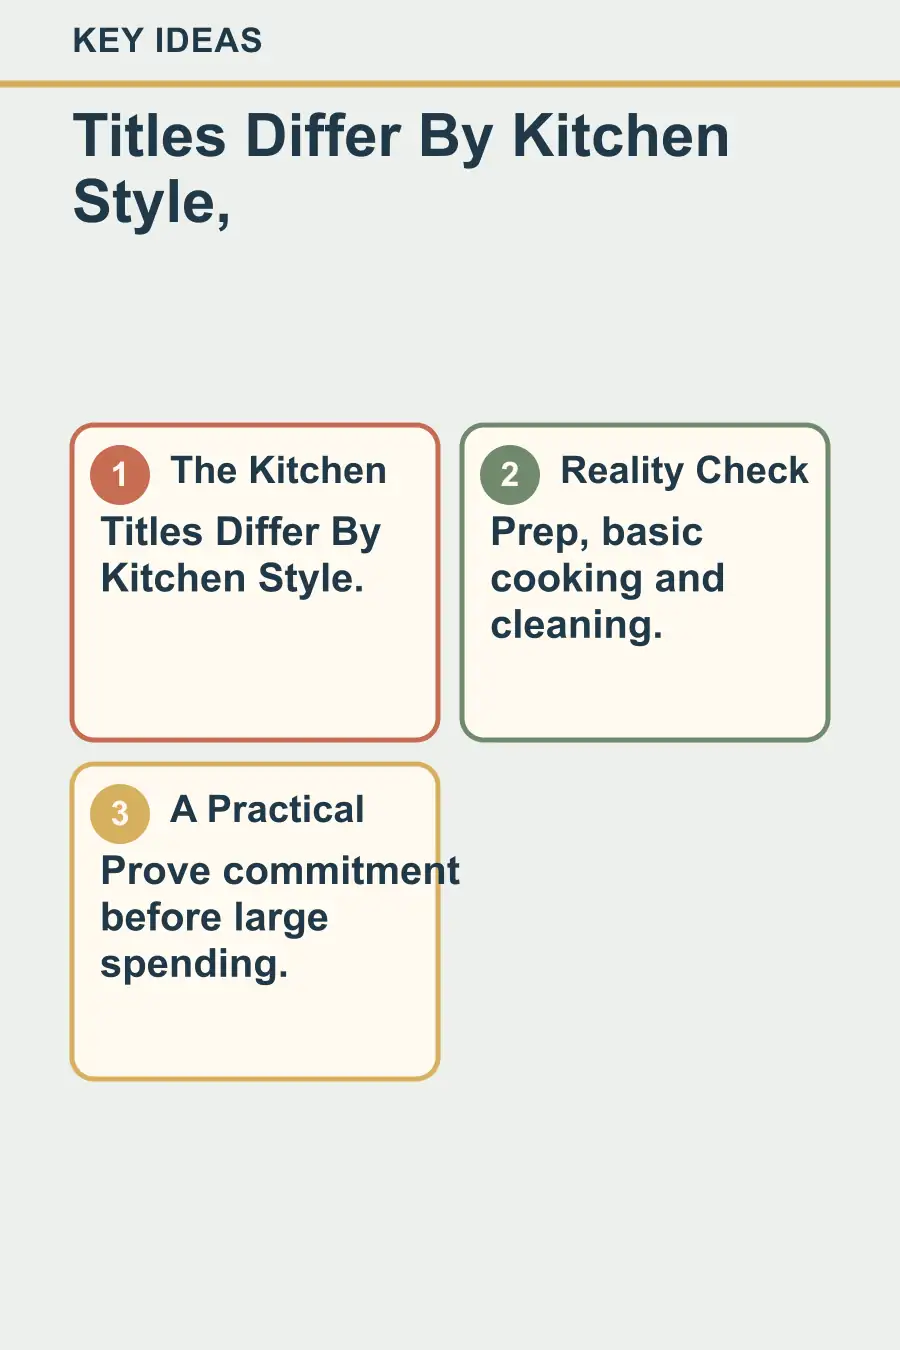 KEY IDEAS
Titles Differ By Kitchen
Style,
1 The Kitchen
Titles Differ By
Kitchen Style.
2 Reality Check
Prep, basic
cooking and
cleaning.
3 A Practical
Prove commitment
before large
spending.